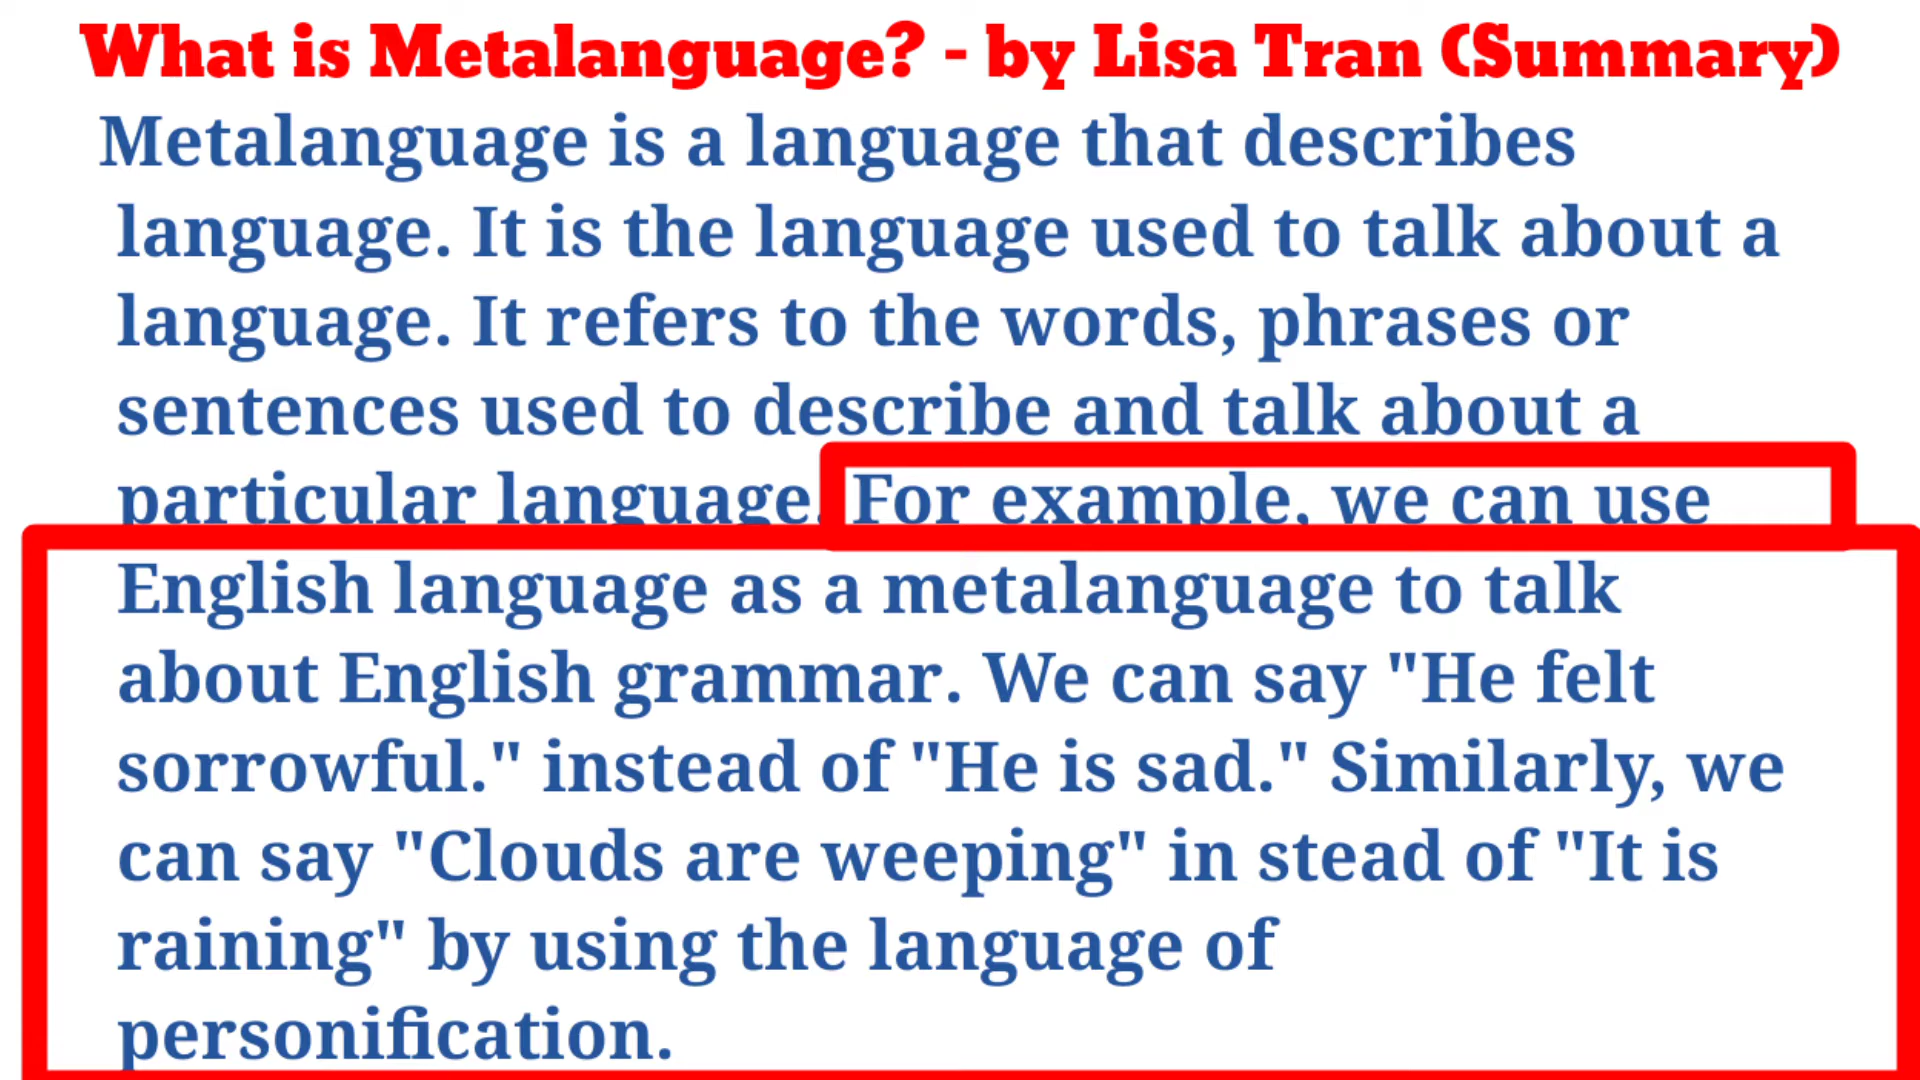 What is Metalanguage? - by Lisa Tran (Summary)
Metalanguage is a language that describes
language. It is the language used to talk about a
language. It refers to the words, phrases or
sentences used to describe and talk about a
particular language. For example, we can use
English language as a metalanguage to talk
about English grammar. We can say "He felt
sorrowful." instead of "He is sad." Similarly, we
can say "Clouds are weeping" in stead of "It is
raining" by using the language of
personification.